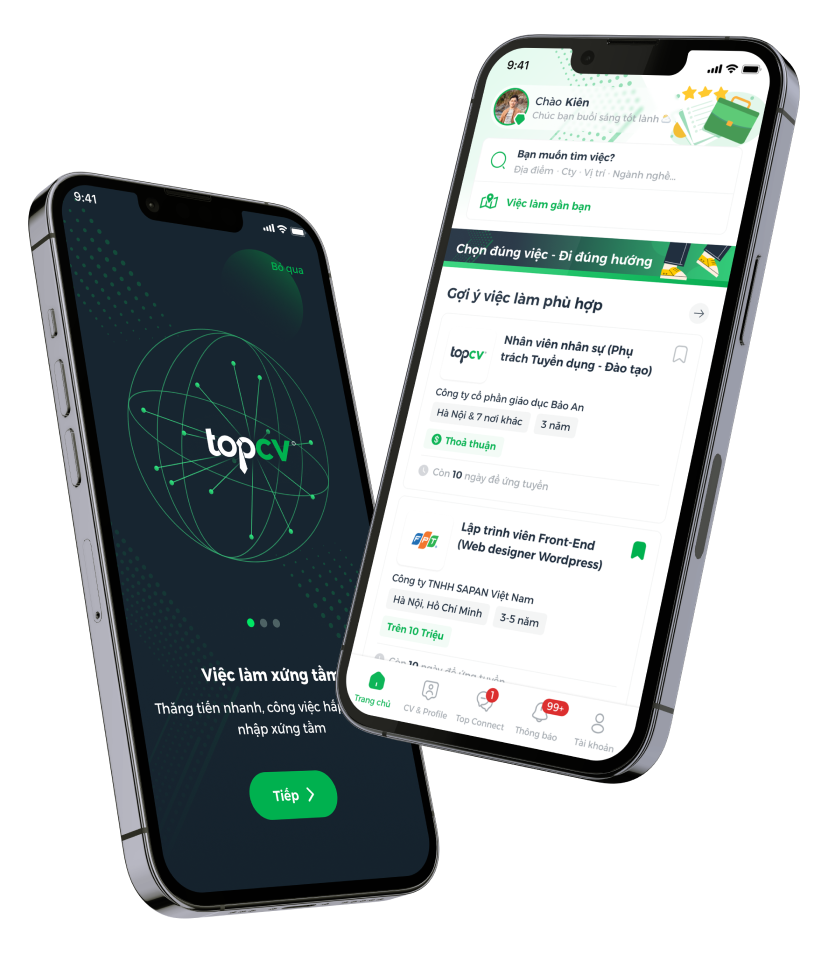 9:41
Bỏ qua
topcv
Việc làm xứng tầm
Thăng tiến nhanh, công việc
nhập xứng tầm
Tiếp
9:41
Chào Kiên
Chúc bạn buổi sáng tốt lành
Bạn muốn tìm việc?
Địa điểm · Cty · Vị trí · Ngành nghề...
Việc làm gần bạn
Chọn đúng việc - Đi đúng hướng
Gợi ý việc làm phù hợp
topcv
Nhân viên nhân sự (Phụ
trách Tuyển dụng - Đào tạo)
Công ty cổ phần giáo dục Bảo An
Hà Nội & 7 nơi khác
3 năm
$ Thoả thuận
Còn 10 ngày để ứng tuyển
FPT
Lập trình viên Front-End
(Web designer Wordpress)
Công ty TNHH SAPAN Việt Nam
Hà Nội, Hồ Chí Minh
3-5 năm
Trên 10 Triệu
Còn 10 ngày để ứng tuyển
Trang chủ
CV & Profile
1
Top Connect
99+
Thông báo
Tài khoản